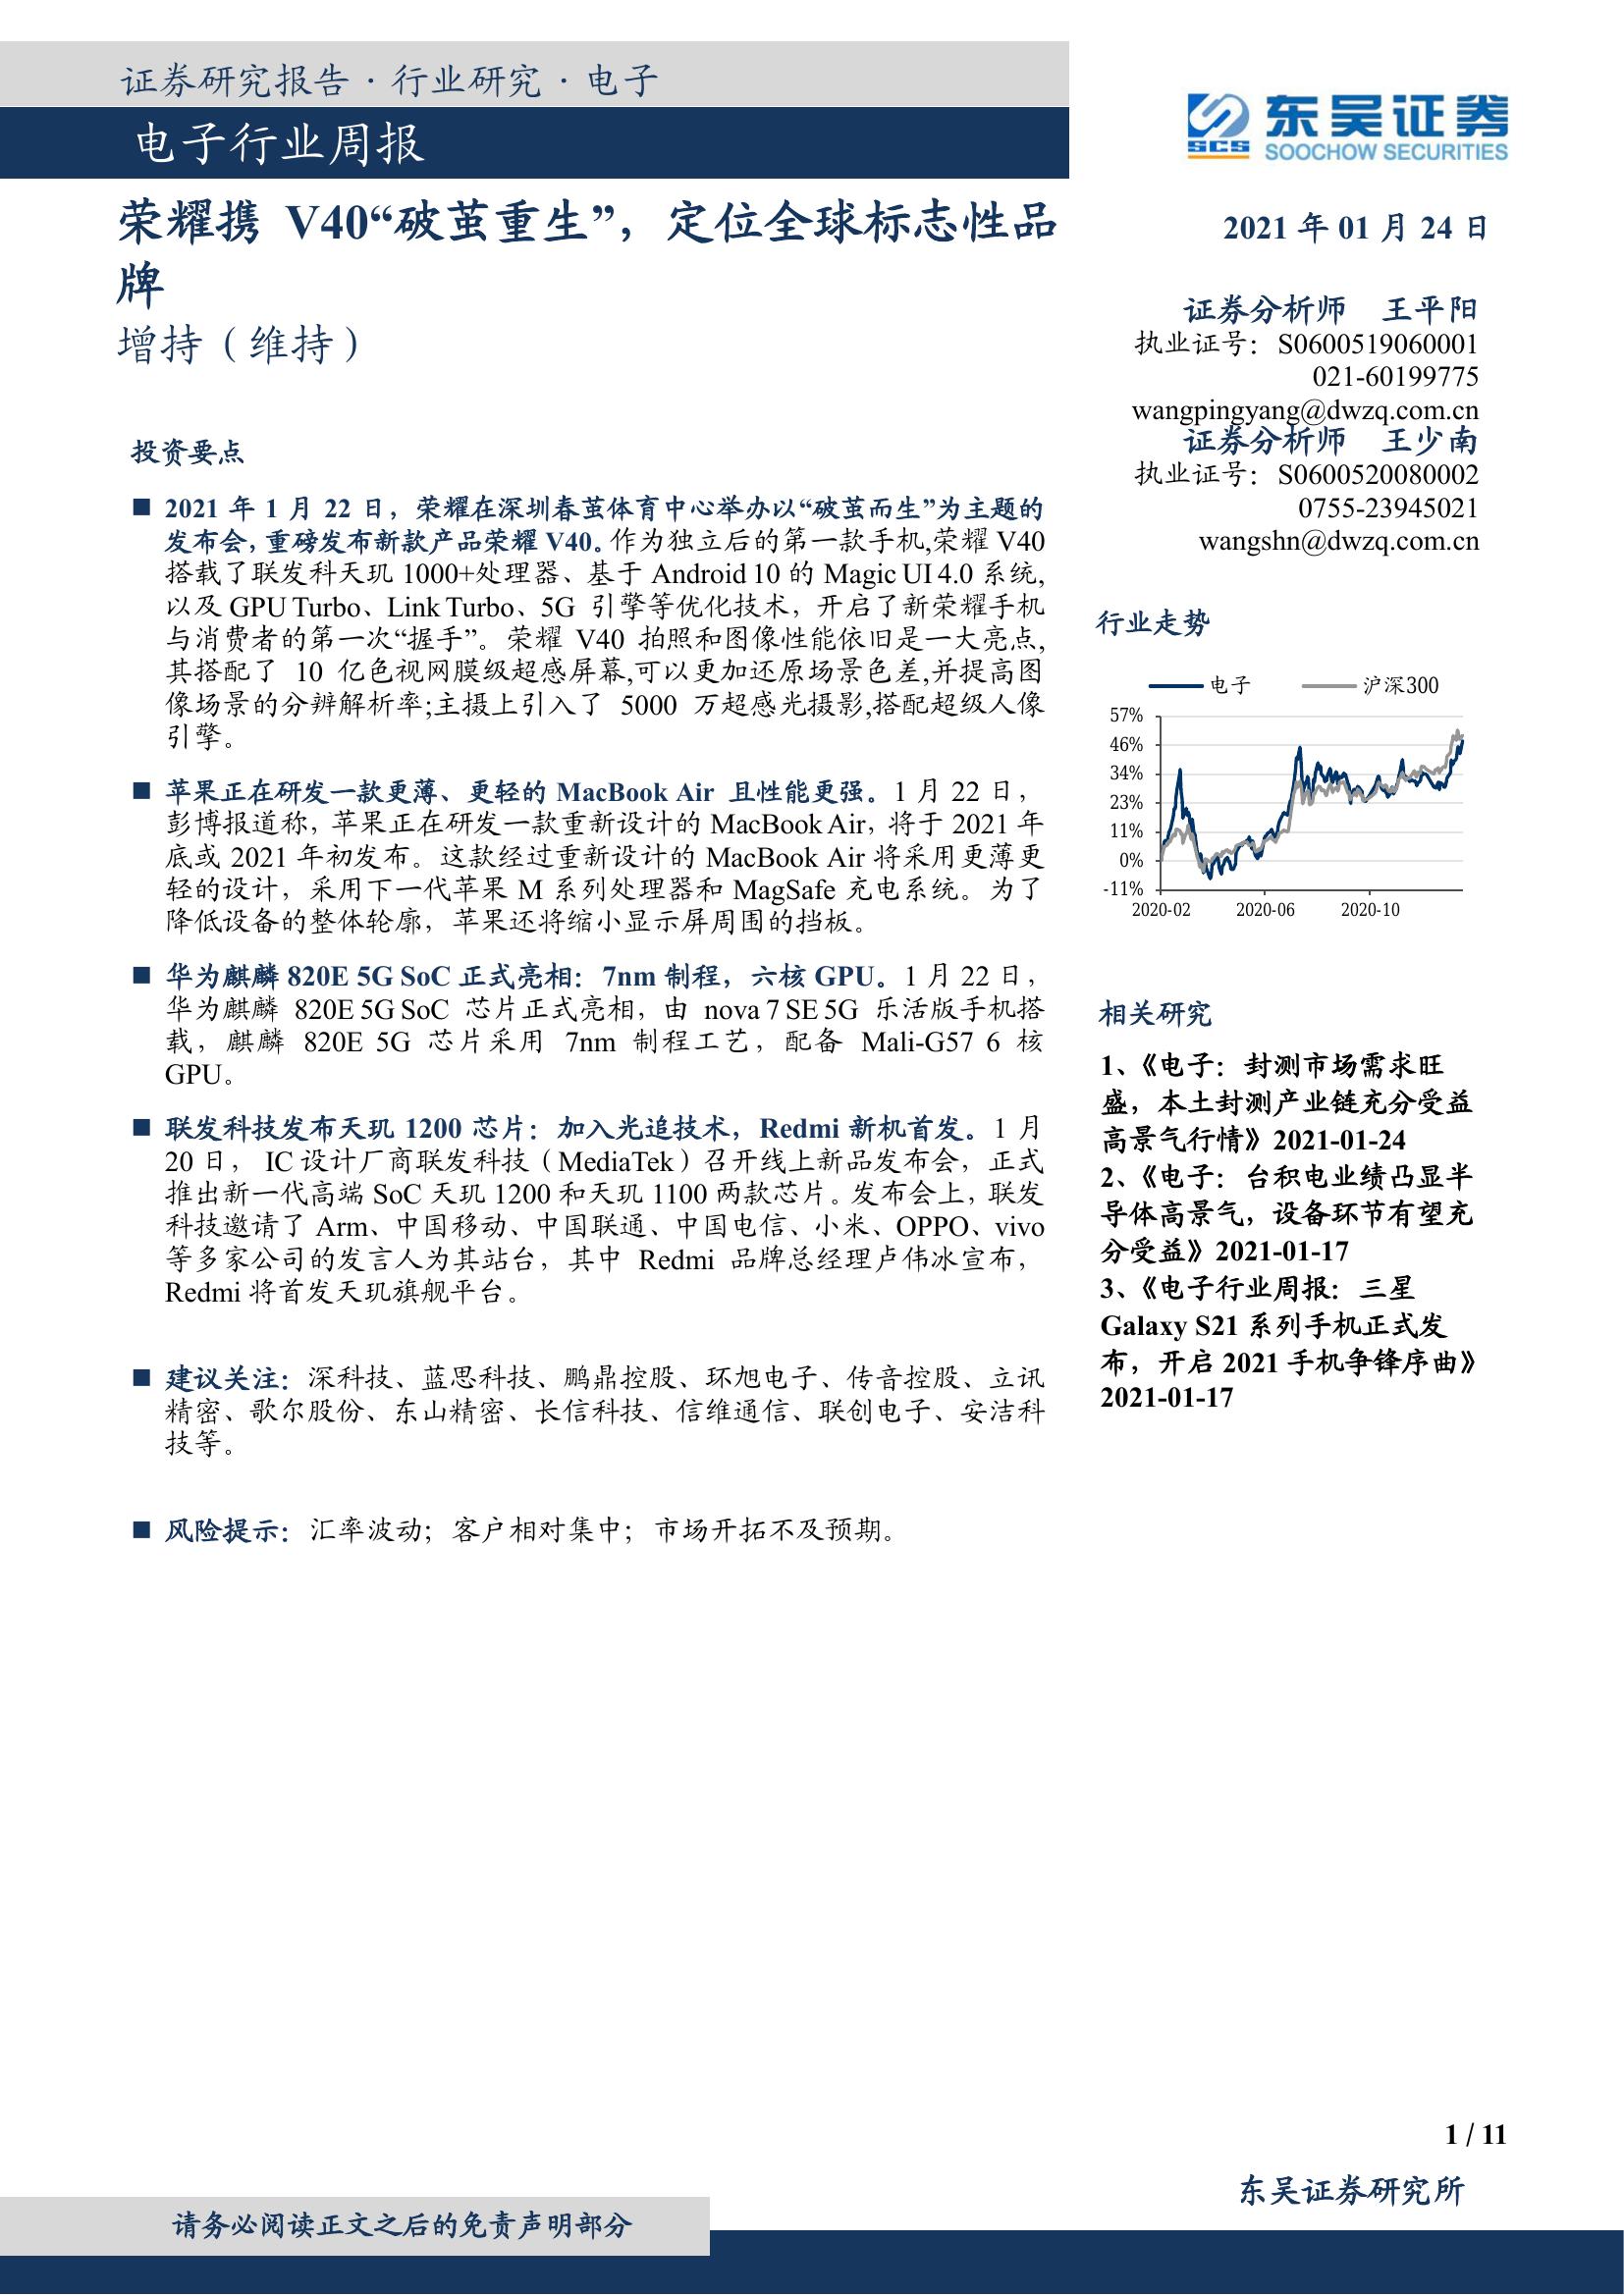 证券研究报告·行业研究·电子
电子行业周报
SCS
东吴证券
SOOCHOW SECURITIES
荣耀携 V40“破茧重生”，定位全球标志性品
牌
增持（维持）
2021 年 01 月 24 日
证券分析师 王平阳
执业证号：S0600519060001
021-60199775
wangpingyang@dwzq.com.cn
证券分析师 王少南
执业证号：S0600520080002
0755-23945021
wangshn@dwzq.com.cn
投资要点
■ 2021 年 1 月 22 日，荣耀在深圳春茧体育中心举办以“破茧而生”为主题的
发布会，重磅发布新款产品荣耀 V40。作为独立后的第一款手机,荣耀 V40
搭载了联发科天玑 1000+处理器、基于 Android 10 的 Magic UI 4.0 系统,
以及 GPU Turbo、Link Turbo、5G 引擎等优化技术，开启了新荣耀手机
与消费者的第一次“握手”。荣耀 V40 拍照和图像性能依旧是一大亮点,
其搭配了 10 亿色视网膜级超感屏幕,可以更加还原场景色差,并提高图
像场景的分辨解析率;主摄上引入了 5000 万超感光摄影,搭配超级人像
引擎。
■ 苹果正在研发一款更薄、更轻的 MacBook Air 且性能更强。1 月 22 日，
彭博报道称，苹果正在研发一款重新设计的 MacBook Air，将于 2021 年
底或 2021 年初发布。这款经过重新设计的 MacBook Air 将采用更薄更
轻的设计，采用下一代苹果 M 系列处理器和 MagSafe 充电系统。为了
降低设备的整体轮廓，苹果还将缩小显示屏周围的挡板。
■ 华为麒麟 820E 5G SoC 正式亮相：7nm 制程，六核 GPU。1 月 22 日，
华为麒麟 820E 5G SoC 芯片正式亮相，由 nova 7 SE 5G 乐活版手机搭
载，麒麟 820E 5G 芯片采用 7nm 制程工艺，配备 Mali-G57 6 核
GPU。
■ 联发科技发布天玑 1200 芯片：加入光追技术，Redmi 新机首发。1 月
20 日， IC 设计厂商联发科技（MediaTek）召开线上新品发布会，正式
推出新一代高端 SoC 天玑 1200 和天玑 1100 两款芯片。发布会上，联发
科技邀请了 Arm、中国移动、中国联通、中国电信、小米、OPPO、vivo
等多家公司的发言人为其站台，其中 Redmi 品牌总经理卢伟冰宣布，
Redmi 将首发天玑旗舰平台。
■ 建议关注：深科技、蓝思科技、鹏鼎控股、环旭电子、传音控股、立讯
精密、歌尔股份、东山精密、长信科技、信维通信、联创电子、安洁科
技等。
■ 风险提示：汇率波动；客户相对集中；市场开拓不及预期。
行业走势
电子 沪深300
57%
46%
34%
23%
11%
0%
-11%
2020-02 2020-06 2020-10
相关研究
1、《电子：封测市场需求旺
盛，本土封测产业链充分受益
高景气行情》2021-01-24
2、《电子：台积电业绩凸显半
导体高景气，设备环节有望充
分受益》2021-01-17
3、《电子行业周报：三星
Galaxy S21 系列手机正式发
布，开启 2021 手机争锋序曲》
2021-01-17
1 / 11
东吴证券研究所
请务必阅读正文之后的免责声明部分